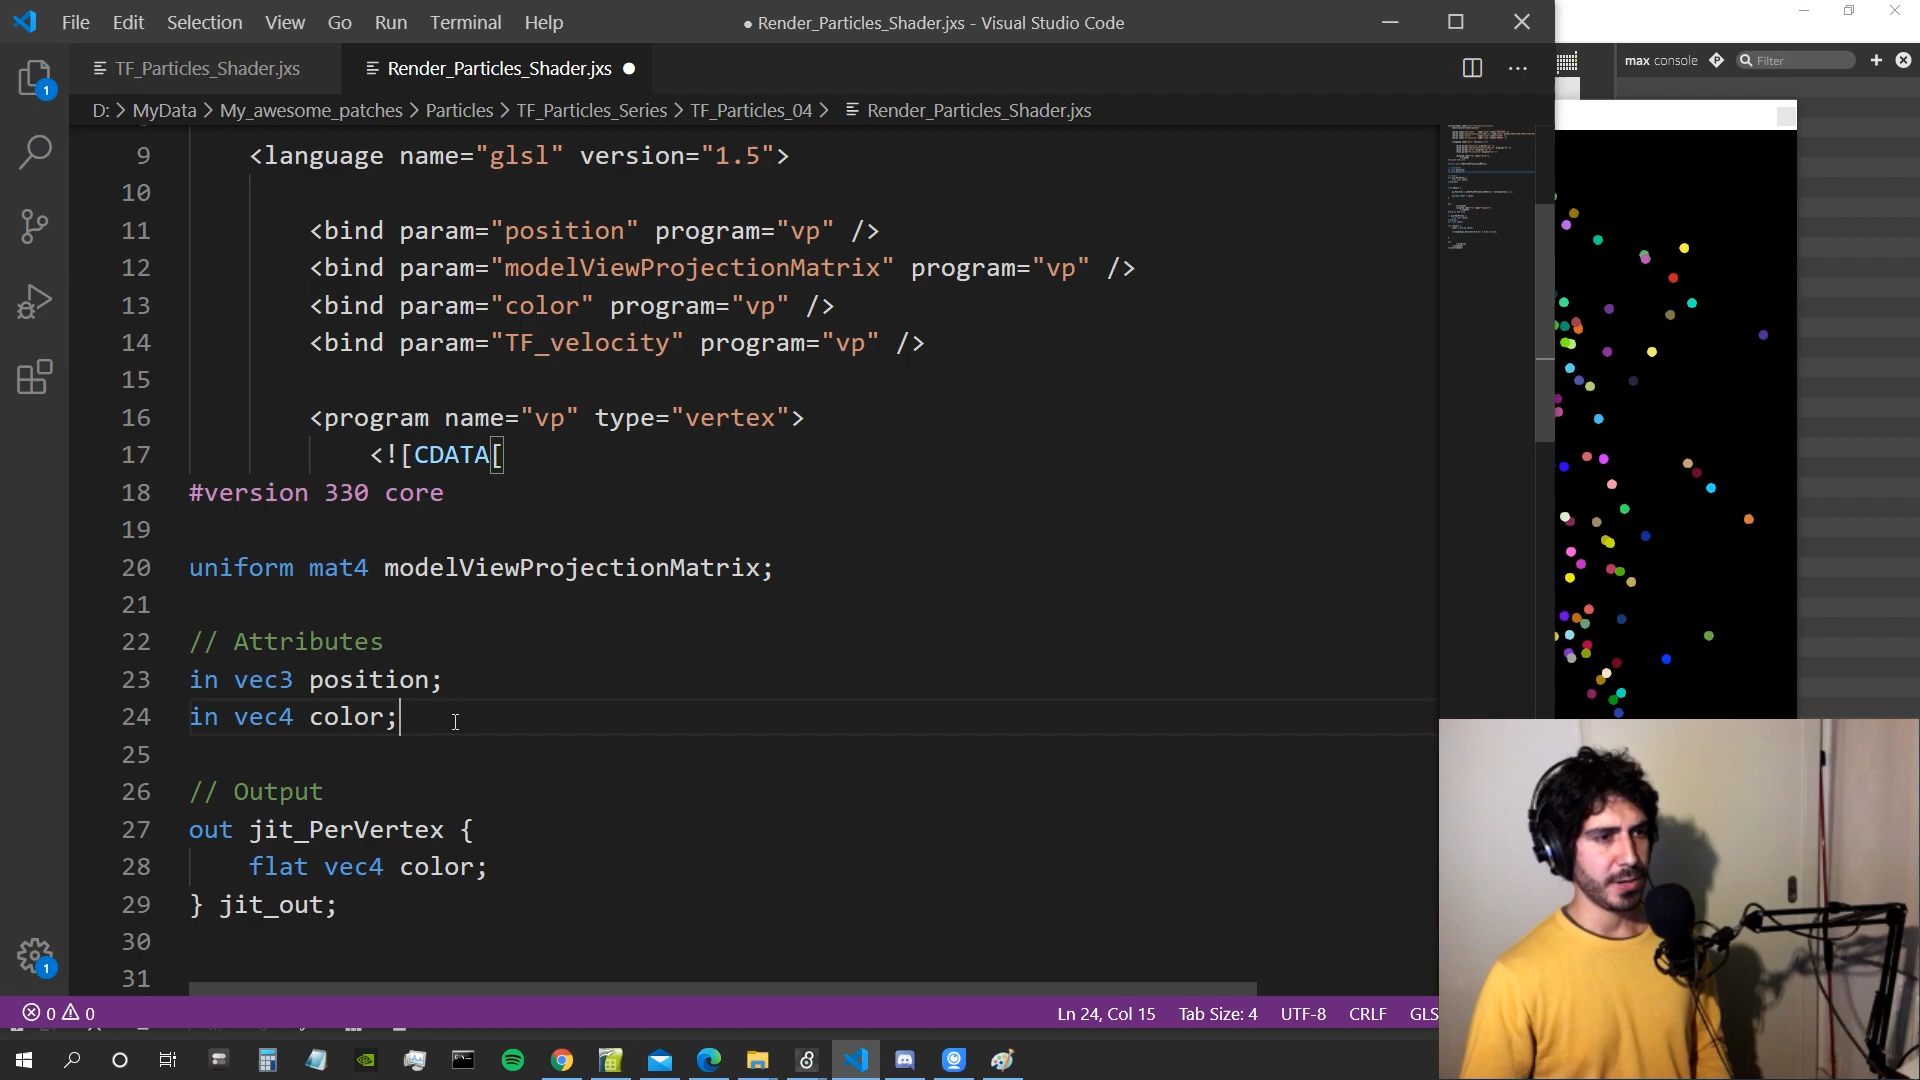 File Edit Selection View Go Run Terminal Help
● Render_Particles_Shader.jxs - Visual Studio Code
TF_Particles_Shader.jxs
Render_Particles_Shader.jxs ●
max console
Filter
1
D: > MyData > My_awesome_patches > Particles > TF_Particles_Series > TF_Particles_04 > Render_Particles_Shader.jxs
9 <language name="glsl" version="1.5">
10
11 <bind param="position" program="vp" />
12 <bind param="modelViewProjectionMatrix" program="vp" />
13 <bind param="color" program="vp" />
14 <bind param="TF_velocity" program="vp" />
15
16 <program name="vp" type="vertex">
17 <![CDATA[
18 #version 330 core
19
20 uniform mat4 modelViewProjectionMatrix;
21
22 // Attributes
23 in vec3 position;
24 in vec4 color;
25
26 // Output
27 out jit_PerVertex {
28 flat vec4 color;
29 } jit_out;
30
31
1
0 0
Ln 24, Col 15 Tab Size: 4 UTF-8 CRLF GLS